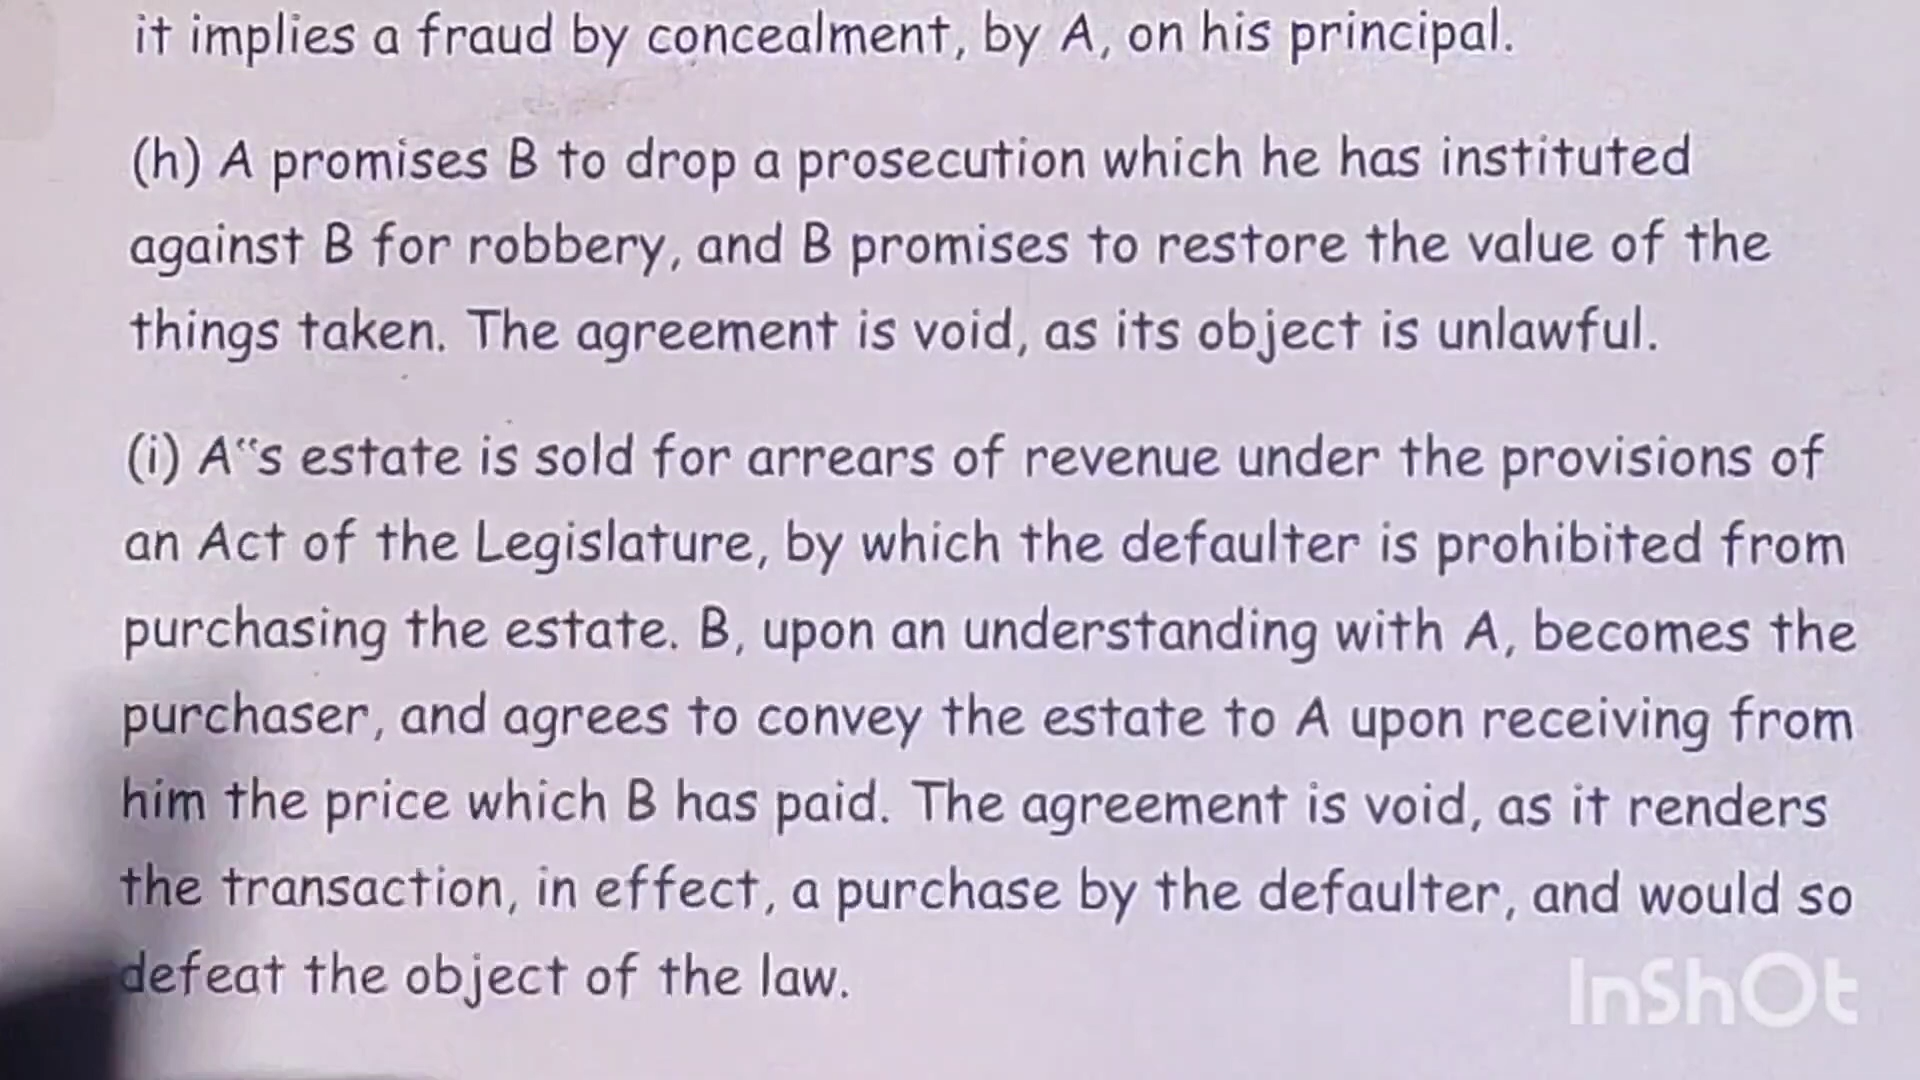 it implies a fraud by concealment, by A, on his principal.
(h) A promises B to drop a prosecution which he has instituted
against B for robbery, and B promises to restore the value of the
things taken. The agreement is void, as its object is unlawful.
(i) A“s estate is sold for arrears of revenue under the provisions of
an Act of the Legislature, by which the defaulter is prohibited from
purchasing the estate. B, upon an understanding with A, becomes the
purchaser, and agrees to convey the estate to A upon receiving from
him the price which B has paid. The agreement is void, as it renders
the transaction, in effect, a purchase by the defaulter, and would so
defeat the object of the law.
InShOt